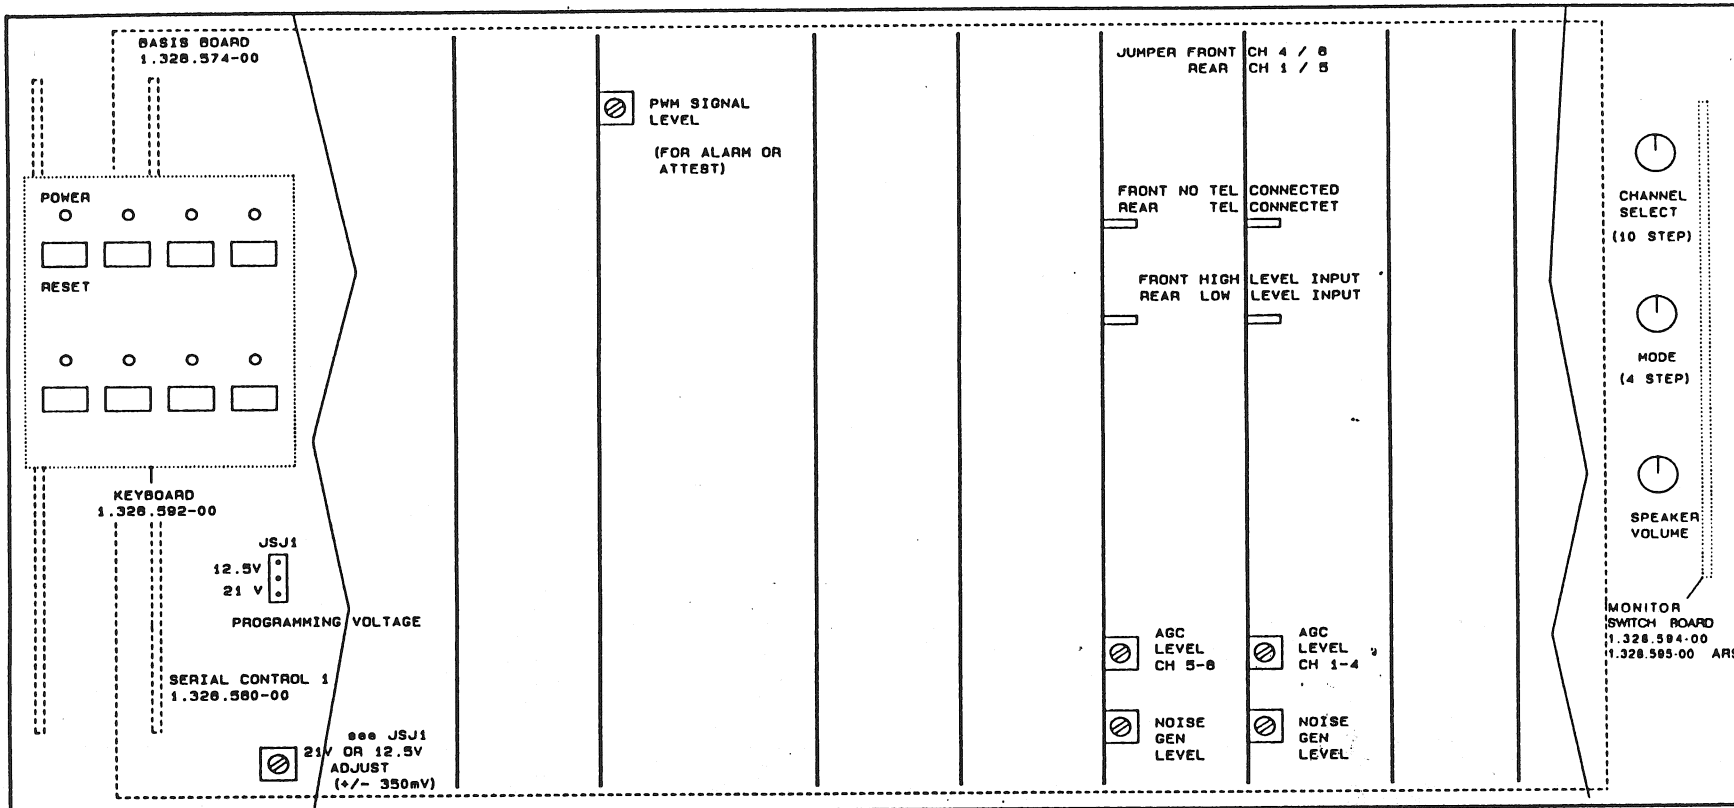 BASIS BOARD
1.328.574-00
POWER
RESET
KEYBOARD
1.328.592-00
JSJ1
12.5V
21 V
PROGRAMMING VOLTAGE
SERIAL CONTROL 1
1.328.580-00
see JSJ1
21V OR 12.5V
ADJUST
(+/- 350mV)
PWM SIGNAL
LEVEL
(FOR ALARM OR
ATTEST)
JUMPER FRONT CH 4 / 8
REAR CH 1 / 5
FRONT NO TEL CONNECTED
REAR TEL CONNECTET
FRONT HIGH LEVEL INPUT
REAR LOW LEVEL INPUT
AGC
LEVEL
CH 5-8
NOISE
GEN
LEVEL
AGC
LEVEL
CH 1-4
NOISE
GEN
LEVEL
CHANNEL
SELECT
(10 STEP)
MODE
(4 STEP)
SPEAKER
VOLUME
MONITOR
SWITCH BOARD
1.328.594-00
1.328.595-00